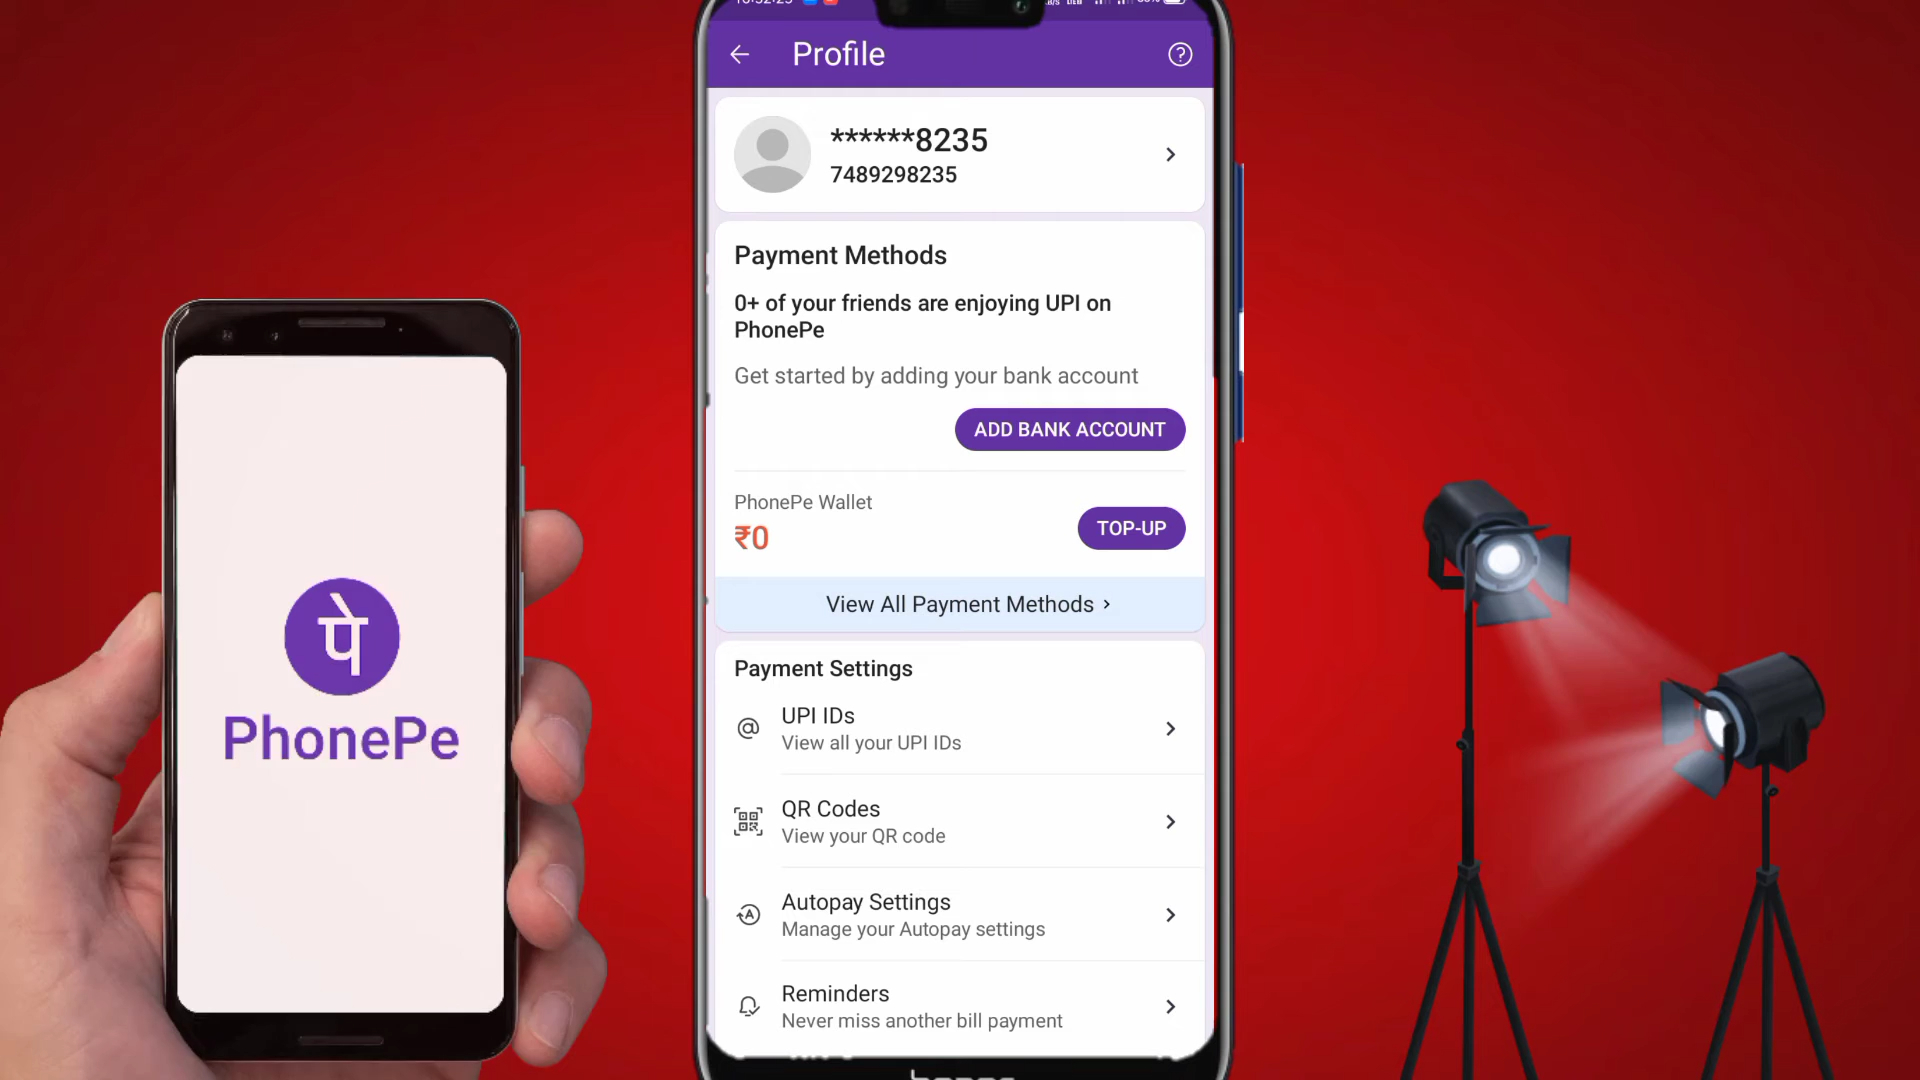 Profile
******8235
7489298235
Payment Methods
0+ of your friends are enjoying UPI on
PhonePe
Get started by adding your bank account
ADD BANK ACCOUNT
PhonePe Wallet
₹0
TOP-UP
View All Payment Methods
Payment Settings
UPI IDs
View all your UPI IDs
QR Codes
View your QR code
Autopay Settings
Manage your Autopay settings
Reminders
Never miss another bill payment
पे
PhonePe